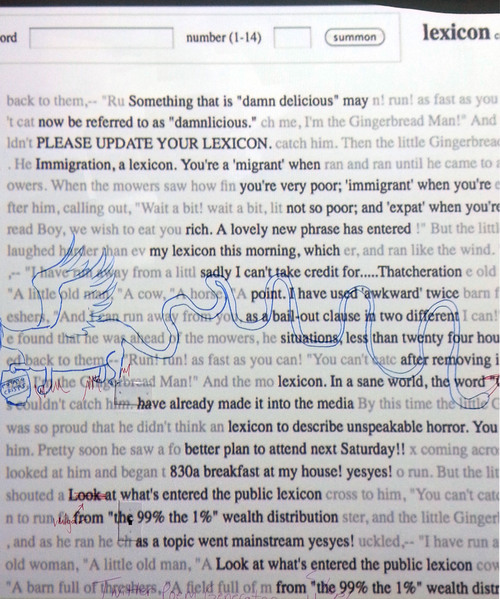 ord number (1-14) summon lexicon c
back to them,-- "Ru Something that is "damn delicious" may n! run! as fast as you
't cat now be referred to as "damnlicious." ch me, I'm the Gingerbread Man!" And
ldn't PLEASE UPDATE YOUR LEXICON. catch him. Then the little Gingerbrea
. He Immigration, a lexicon. You're a 'migrant' when ran and ran until he came to a
owers. When the mowers saw how fin you're very poor; 'immigrant' when you're
fter him, calling out, "Wait a bit! wait a bit, lit not so poor; and 'expat' when you're
read Boy, we wish to eat you rich. A lovely new phrase has entered !" But the littl
laughed harder than ev my lexicon this morning, which er, and ran like the wind.
,-- "I have run away from a littl sadly I can't take credit for.....Thatcheration e old
"A little old man, "A cow, "A horse, "A point. I have used 'awkward' twice barn f
eshers, "And I can run away from you, as a bail-out clause in two different I can!'
e found that he was ahead of the mowers, he situations, less than twenty four hou
ed back to them, "Run! run! as fast as you can! "You can't catc after removing i
I'm the Gingerbread Man!" And the mo lexicon. In a sane world, the word
s couldn't catch him. have already made it into the media By this time the little G
was so proud that he didn't think an lexicon to describe unspeakable horror. You
him. Pretty soon he saw a fo better plan to attend next Saturday!! x coming acro
looked at him and began t 830a breakfast at my house! yesyes! o run. But the lit
shouted a Look at what's entered the public lexicon cross to him, "You can't cat
n to run from "the 99% the 1%" wealth distribution ster, and the little Ginger
, and as he ran he ch as a topic went mainstream yesyes! uckled,-- "I have run a
old woman, "A little old man, "A Look at what's entered the public lexicon cow
"A barn full of threshers, "A field full of m from "the 99% the 1%" wealth distr